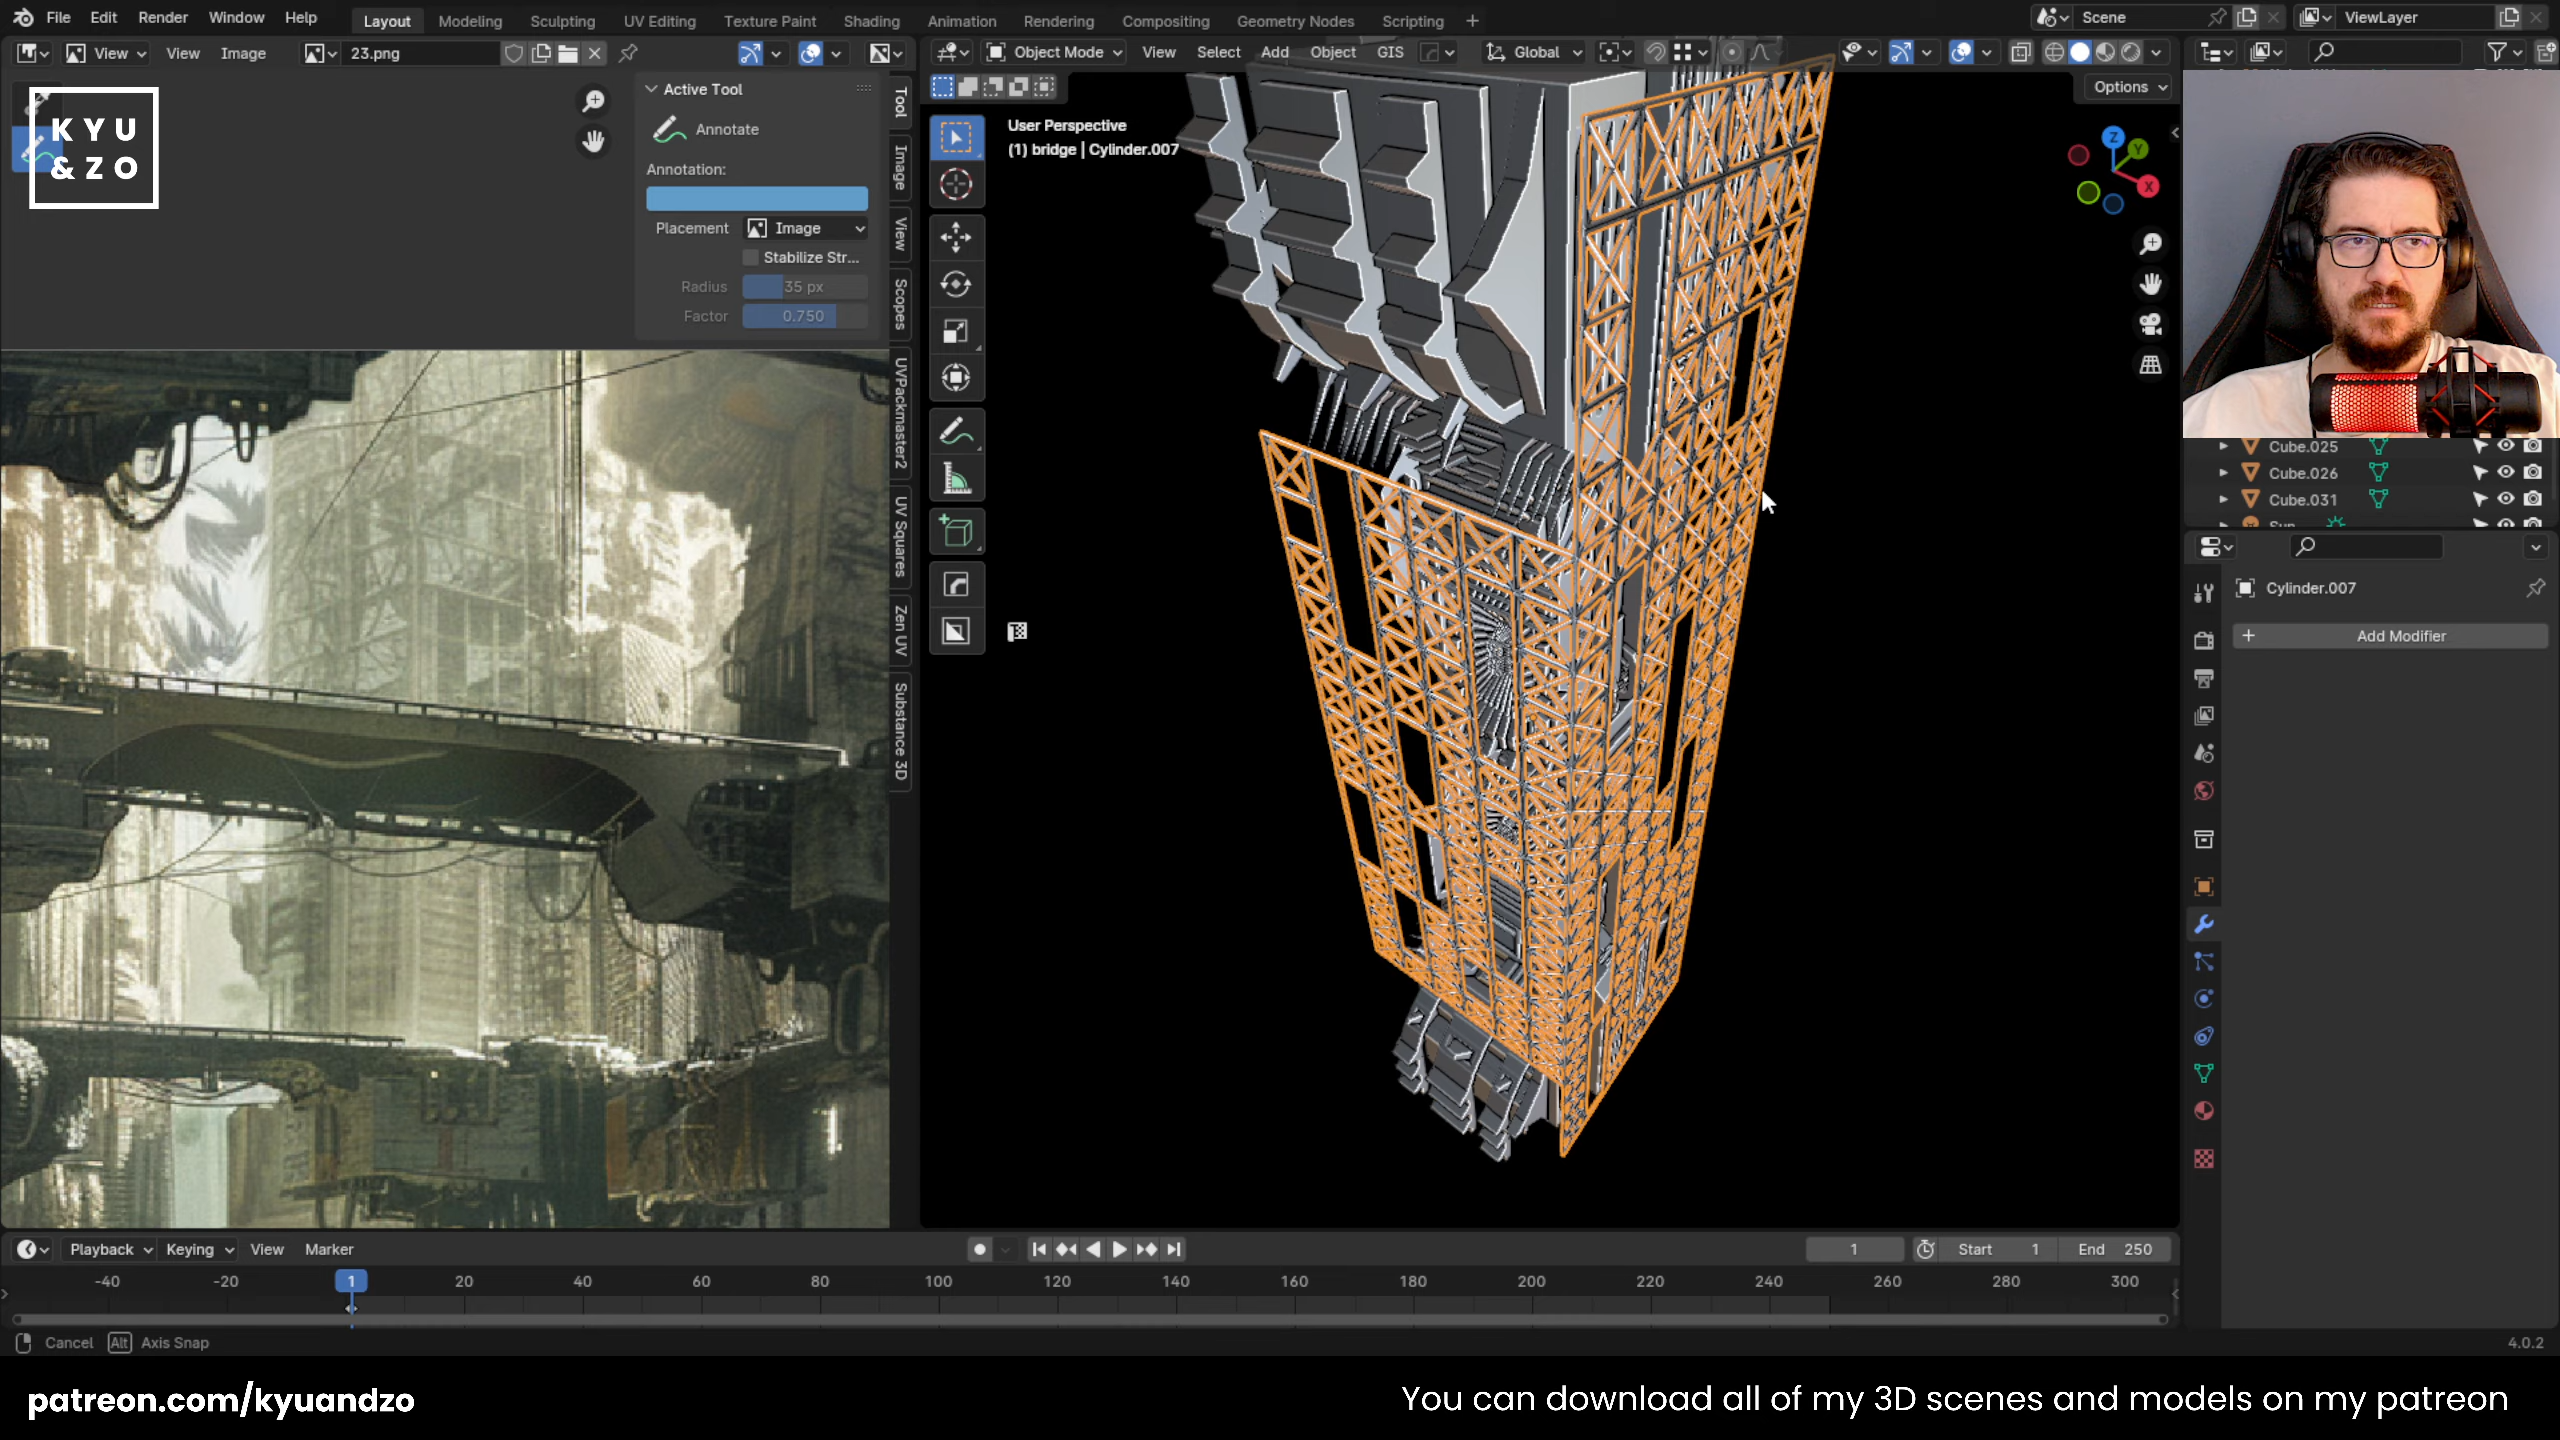 File Edit Render Window Help Layout Modeling Sculpting UV Editing Texture Paint Shading Animation Rendering Compositing Geometry Nodes Scripting + Scene ViewLayer
View View Image 23.png Object Mode View Select Add Object GIS Global
Options
KYU
&ZO
Active Tool
Annotate
Annotation:
Placement Image
Stabilize Str...
Radius 35 px
Factor 0.750
Tool
Image
View
Scopes
UVPackmaster2
UV Squares
Zen UV
Substance 3D
User Perspective
(1) bridge | Cylinder.007
Z
Y
X
Cube.025
Cube.026
Cube.031
Sun
Cylinder.007
+ Add Modifier
Playback Keying View Marker 1 Start 1 End 250
-40 -20 1 20 40 60 80 100 120 140 160 180 200 220 240 260 280 300
Cancel Alt Axis Snap 4.0.2
patreon.com/kyuandzo
You can download all of my 3D scenes and models on my patreon